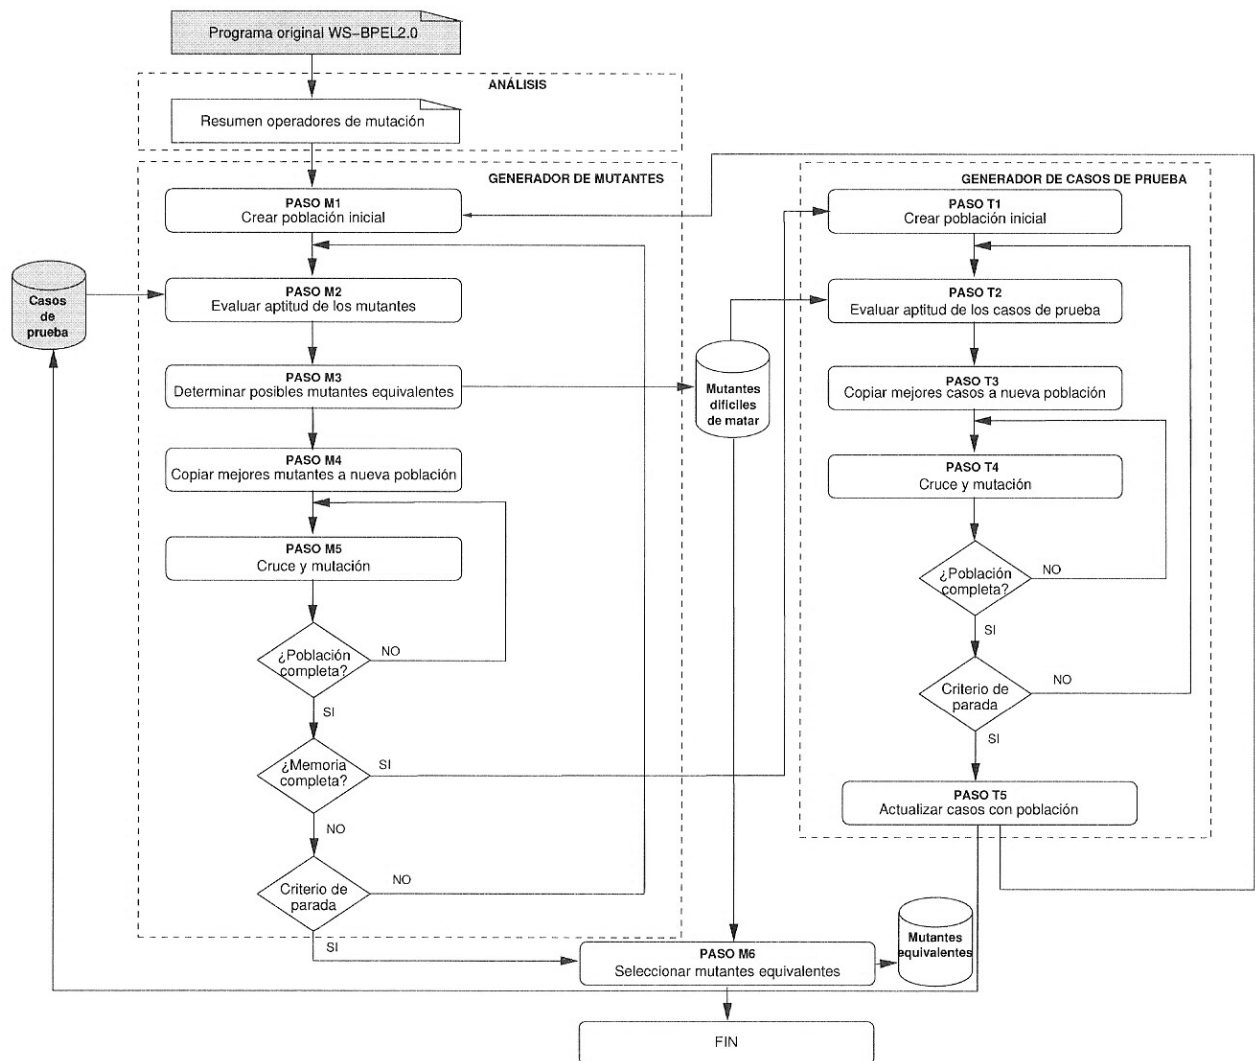 Programa original WS-BPEL2.0
ANÁLISIS
Resumen operadores de mutación
GENERADOR DE MUTANTES
PASO M1
Crear población inicial
Casos
de
prueba
PASO M2
Evaluar aptitud de los mutantes
PASO M3
Determinar posibles mutantes equivalentes
Mutantes
dificiles
de matar
PASO M4
Copiar mejores mutantes a nueva población
PASO M5
Cruce y mutación
¿Población
completa?
NO
SI
¿Memoria
completa?
SI
NO
Criterio de
parada
NO
SI
GENERADOR DE CASOS DE PRUEBA
PASO T1
Crear población inicial
PASO T2
Evaluar aptitud de los casos de prueba
PASO T3
Copiar mejores casos a nueva población
PASO T4
Cruce y mutación
¿Población
completa?
NO
SI
Criterio de
parada
NO
SI
PASO T5
Actualizar casos con población
PASO M6
Seleccionar mutantes equivalentes
Mutantes
equivalentes
FIN